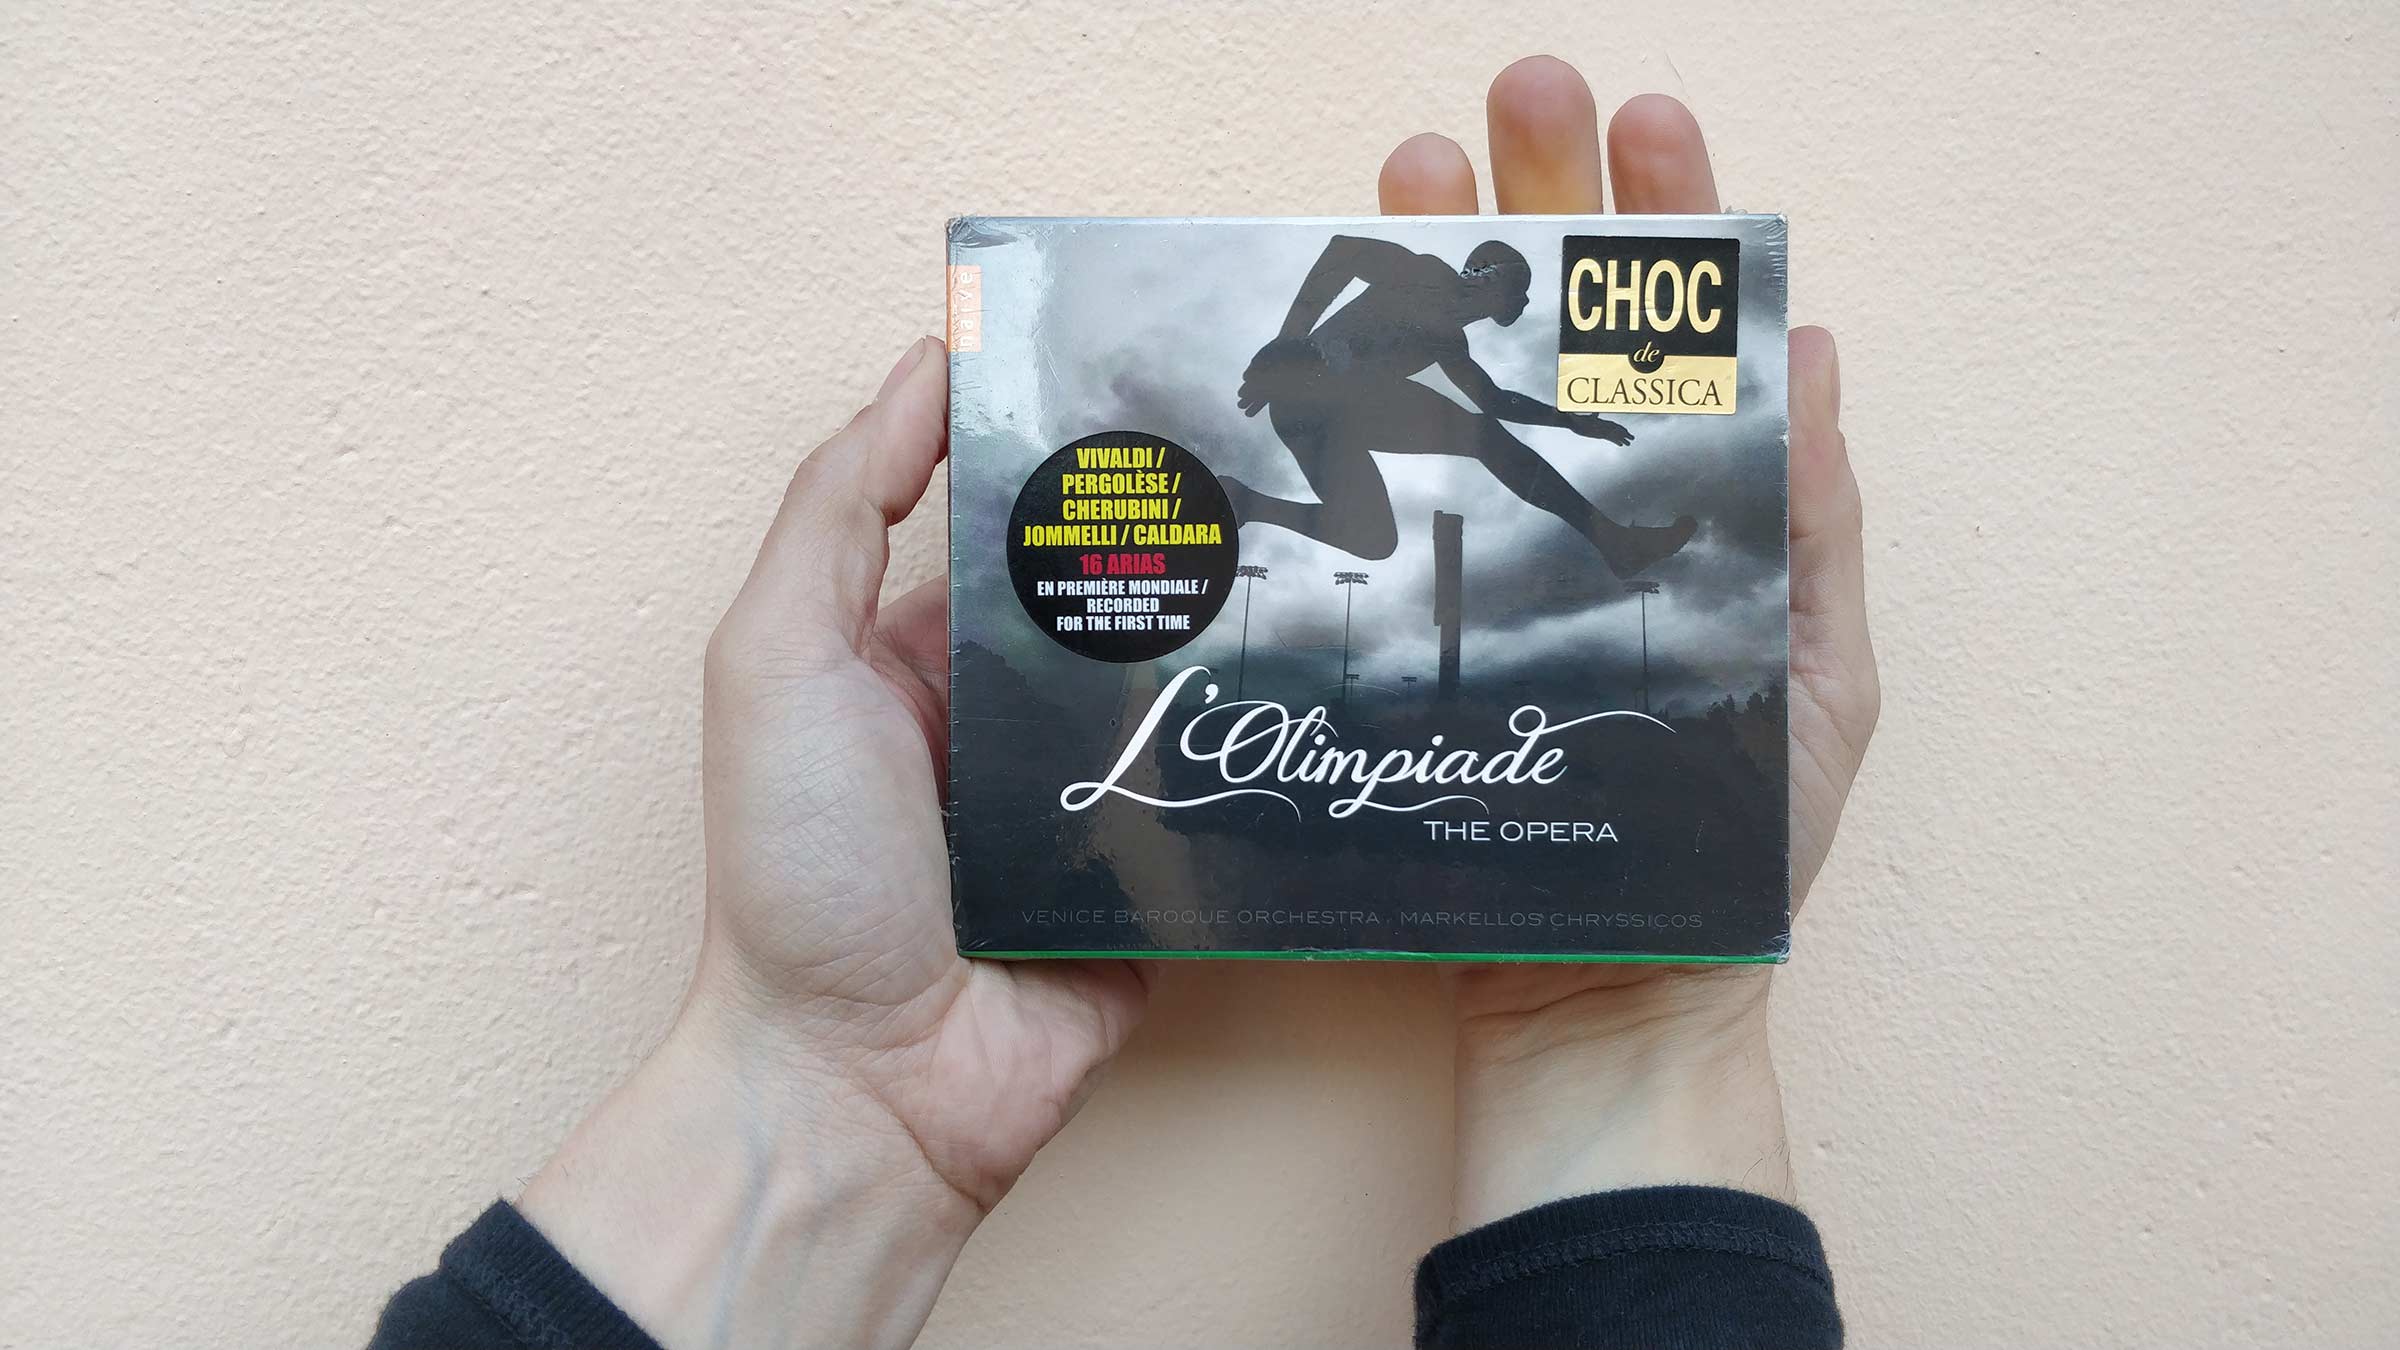 naïve
CHOC
de
CLASSICA
VIVALDI /
PERGOLÈSE /
CHERUBINI /
JOMMELLI / CALDARA
16 ARIAS
EN PREMIÈRE MONDIALE /
RECORDED
FOR THE FIRST TIME
L'Olimpiade
THE OPERA
VENICE BAROQUE ORCHESTRA . MARKELLOS CHRYSSICOS